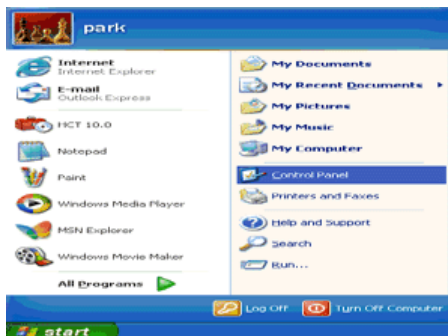 park
Internet
Internet Explorer
E-mail
Outlook Express
HCT 10.0
Notepad
Paint
Windows Media Player
MSN Explorer
Windows Movie Maker
All Programs
My Documents
My Recent Documents
My Pictures
My Music
My Computer
Control Panel
Printers and Faxes
Help and Support
Search
Run...
Log Off
Turn Off Computer
start